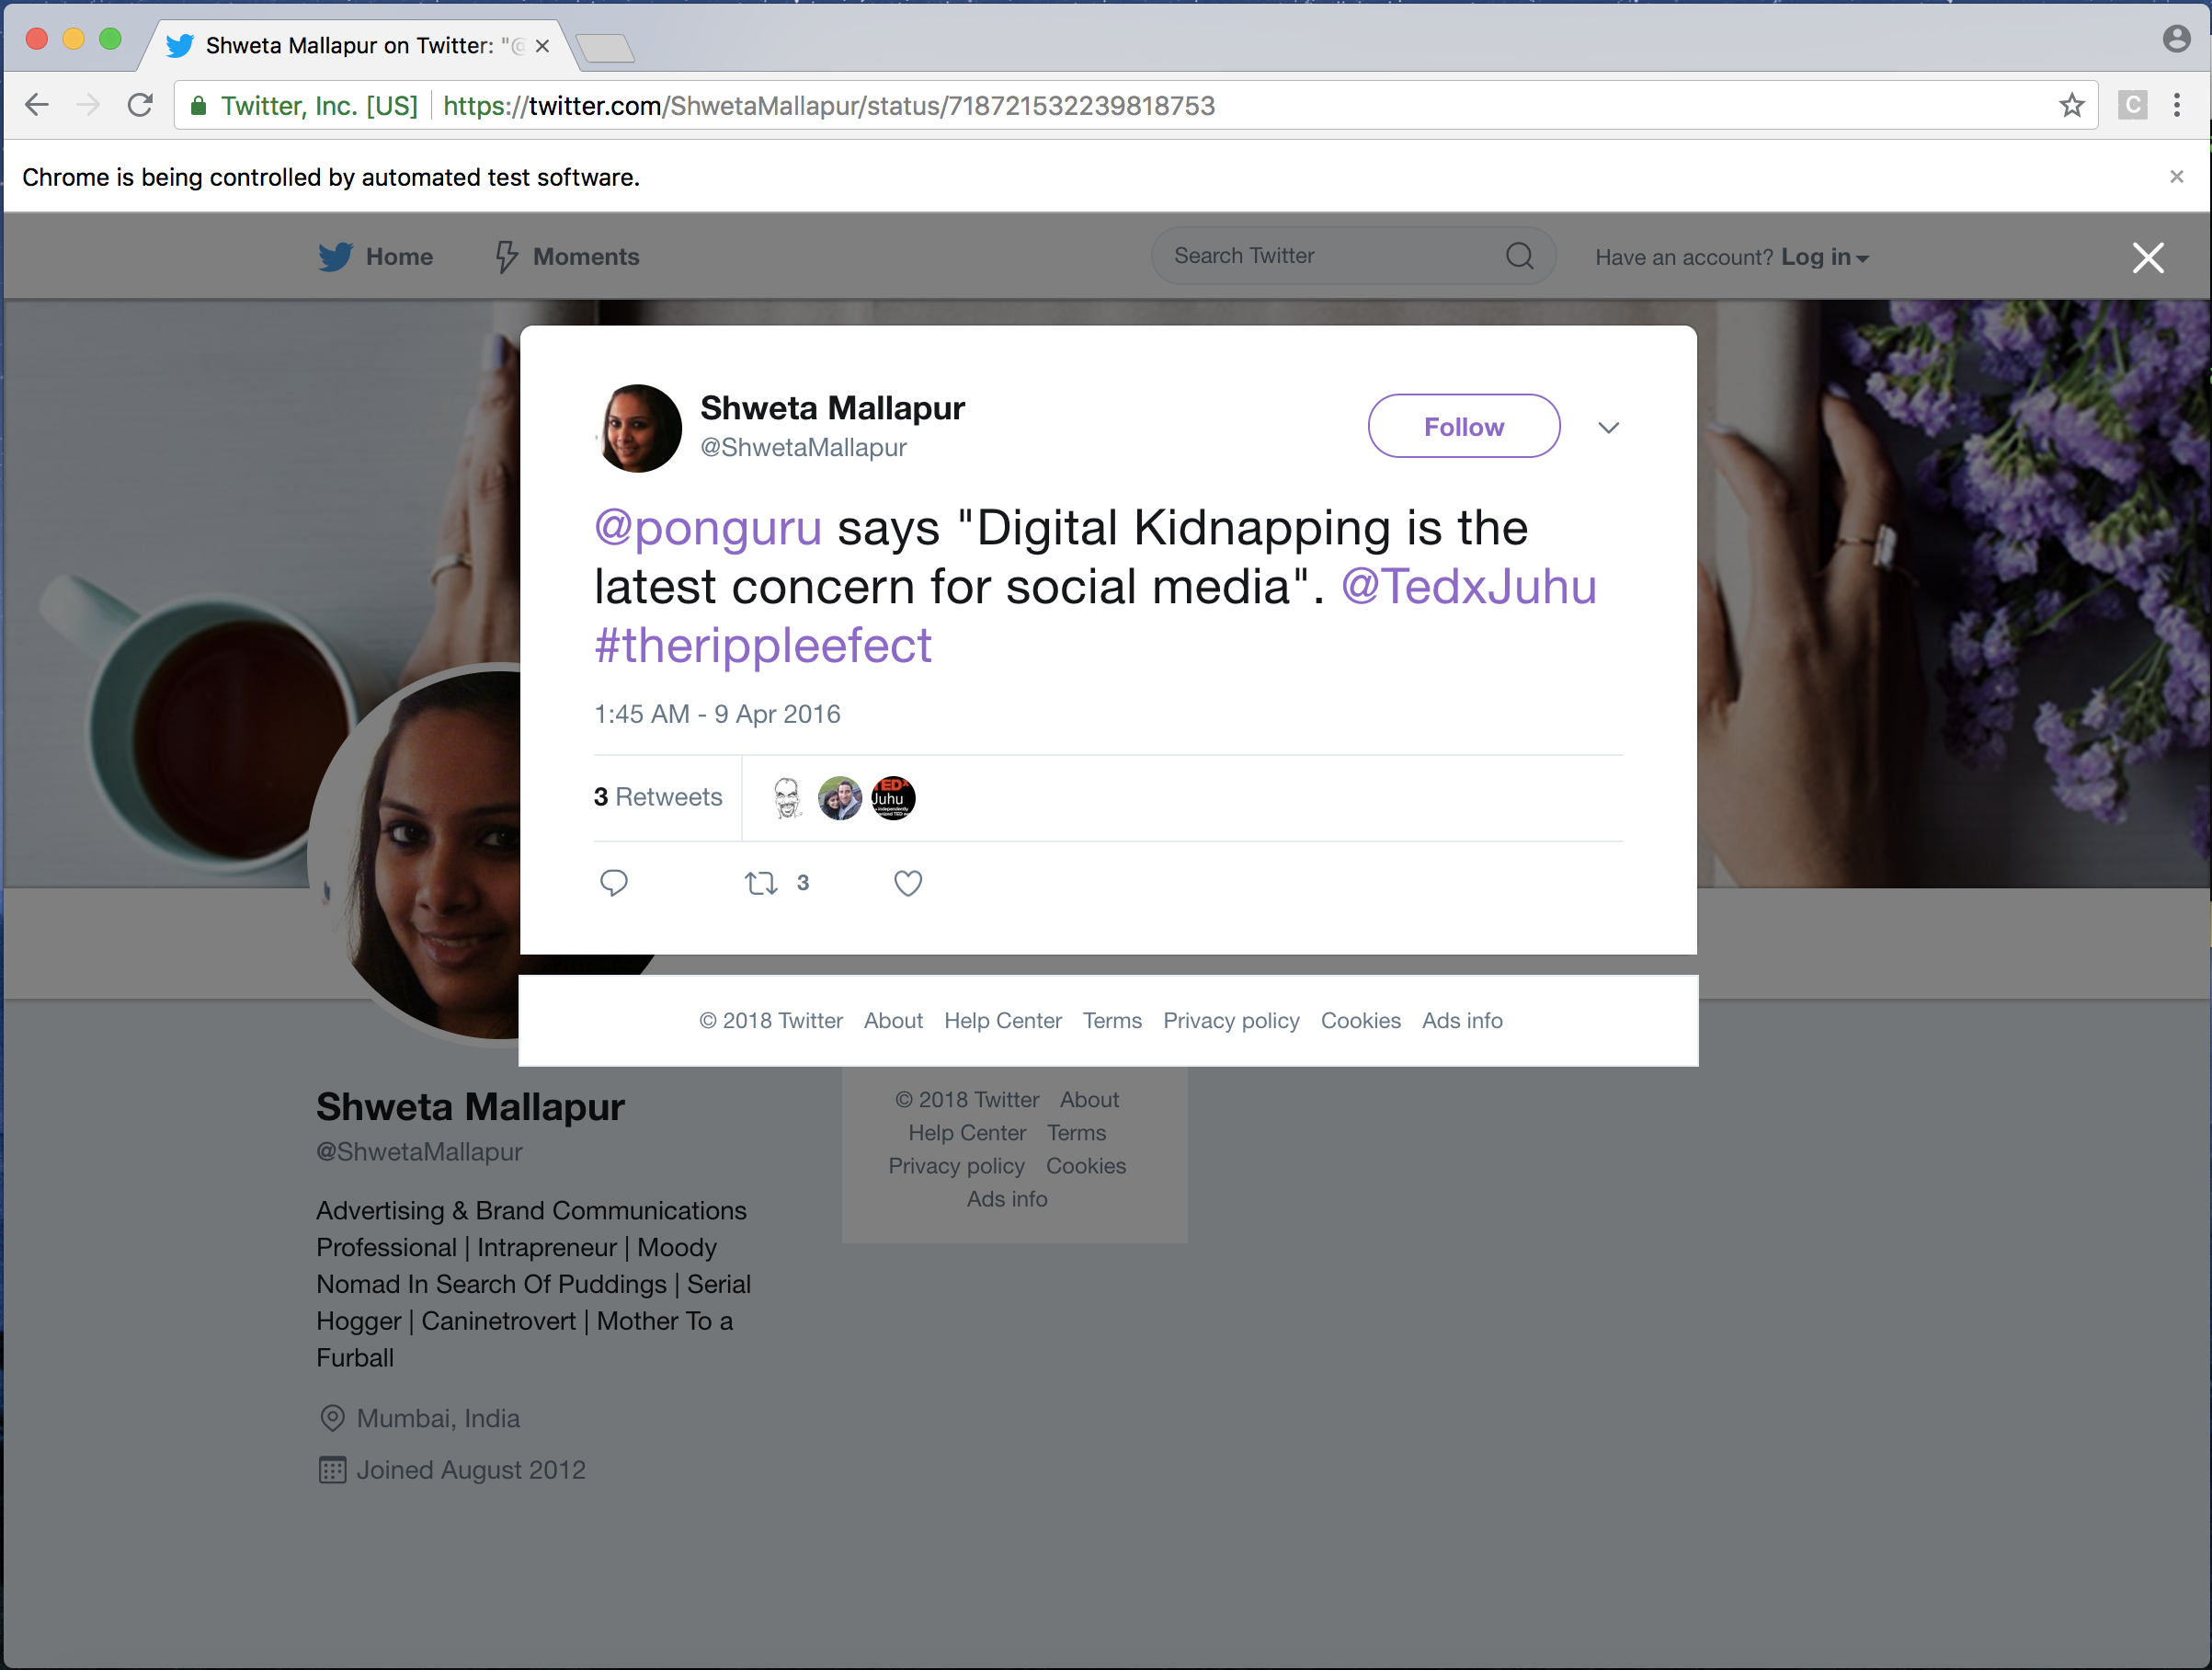 Shweta Mallapur on Twitter: "@
Twitter, Inc. [US] https://twitter.com/ShwetaMallapur/status/718721532239818753
C
Chrome is being controlled by automated test software.
Home Moments Search Twitter Have an account? Log in
Shweta Mallapur
@ShwetaMallapur
Follow
@ponguru says "Digital Kidnapping is the
latest concern for social media". @TedxJuhu
#therippleefect
1:45 AM - 9 Apr 2016
3 Retweets
TEDx
Juhu
3
© 2018 Twitter About Help Center Terms Privacy policy Cookies Ads info
Shweta Mallapur
@ShwetaMallapur
Advertising & Brand Communications
Professional | Intrapreneur | Moody
Nomad In Search Of Puddings | Serial
Hogger | Caninetrovert | Mother To a
Furball
Mumbai, India
Joined August 2012
© 2018 Twitter About
Help Center Terms
Privacy policy Cookies
Ads info